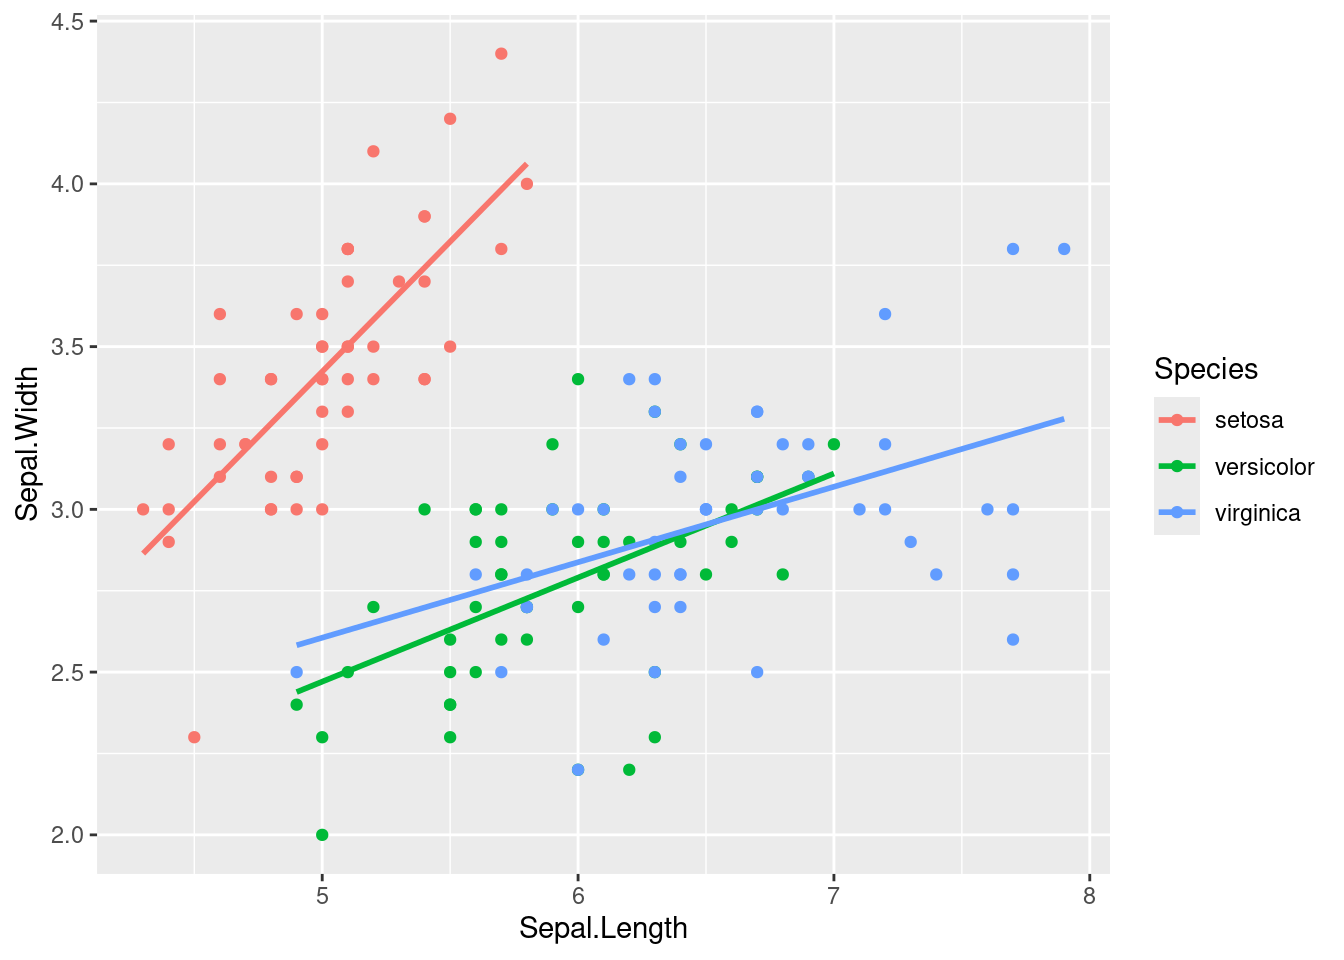 4.5
4.0
3.5
3.0
2.5
2.0
Sepal.Width
5 6 7 8
Sepal.Length
Species
setosa
versicolor
virginica